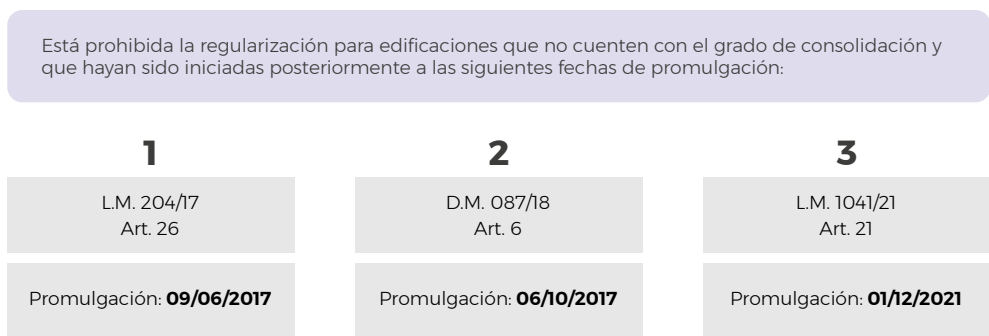 Está prohibida la regularización para edificaciones que no cuenten con el grado de consolidación y
que hayan sido iniciadas posteriormente a las siguientes fechas de promulgación:
1
L.M. 204/17
Art. 26
Promulgación: 09/06/2017
2
D.M. 087/18
Art. 6
Promulgación: 06/10/2017
3
L.M. 1041/21
Art. 21
Promulgación: 01/12/2021